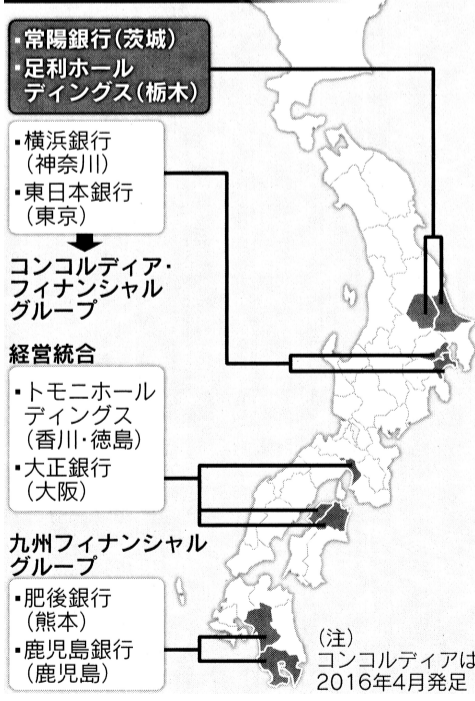 ▪常陽銀行(茨城)
▪足利ホール
ディングス(栃木)
▪横浜銀行
(神奈川)
▪東日本銀行
(東京)
コンコルディア・
フィナンシャル
グループ
経営統合
▪トモニホール
ディングス
(香川・徳島)
▪大正銀行
(大阪)
九州フィナンシャル
グループ
▪肥後銀行
(熊本)
▪鹿児島銀行
(鹿児島)
(注)
コンコルディアは
2016年4月発足